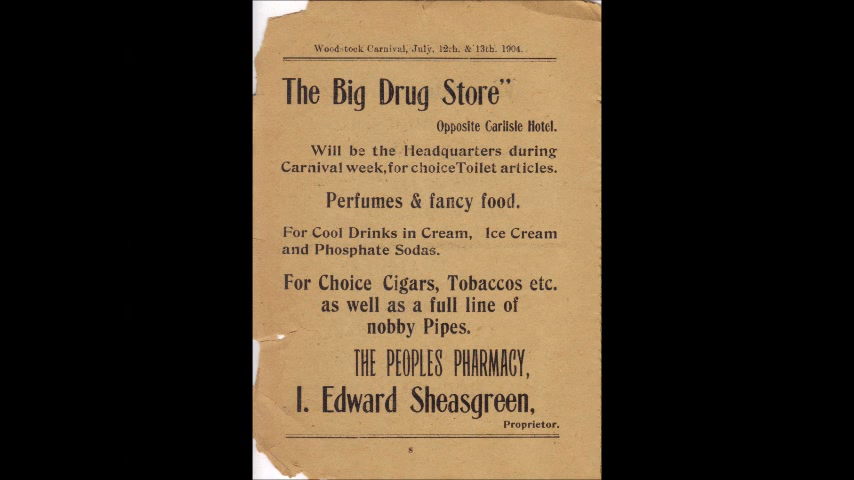 Woodstock Carnival, July, 12th. & 13th. 1904.
The Big Drug Store”
Opposite Carlisle Hotel.
Will be the Headquarters during
Carnival week, for choice Toilet articles.
Perfumes & fancy food.
For Cool Drinks in Cream, Ice Cream
and Phosphate Sodas.
For Choice Cigars, Tobaccos etc.
as well as a full line of
nobby Pipes.
THE PEOPLES PHARMACY,
I. Edward Sheasgreen,
Proprietor.
8